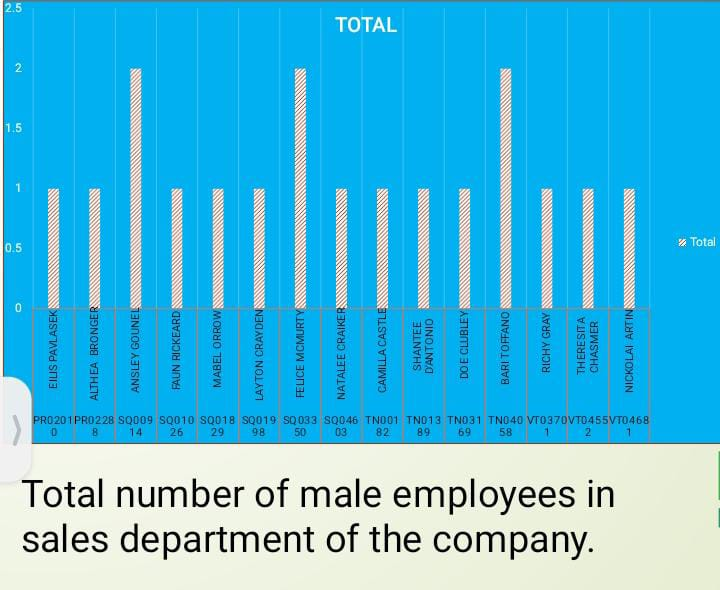 TOTAL
2.5
2
1.5
1
0.5
0
Total
EILIS PAVLASEK
ALTHEA BRONGER
ANSLEY GOUNEL
FAUN RICKEARD
MABEL ORROW
LAYTON CRAYDEN
FELICE MCMURTY
NATALEE CRAIKER
CAMILLA CASTLE
SHANTEE
D'ANTONIO
DOE CLUBLEY
BARI TOFFANO
RICHY GRAY
THERESITA
CHASMER
NICKOLAI ARTIN
PR0201 PR0228 SQ009 SQ010 SQ018 SQ019 SQ033 SQ046 TN001 TN013 TN031 TN040 VT0370 VT0455 VT0468
0 8 14 26 29 98 50 03 82 89 69 58 1 2 1
Total number of male employees in
sales department of the company.